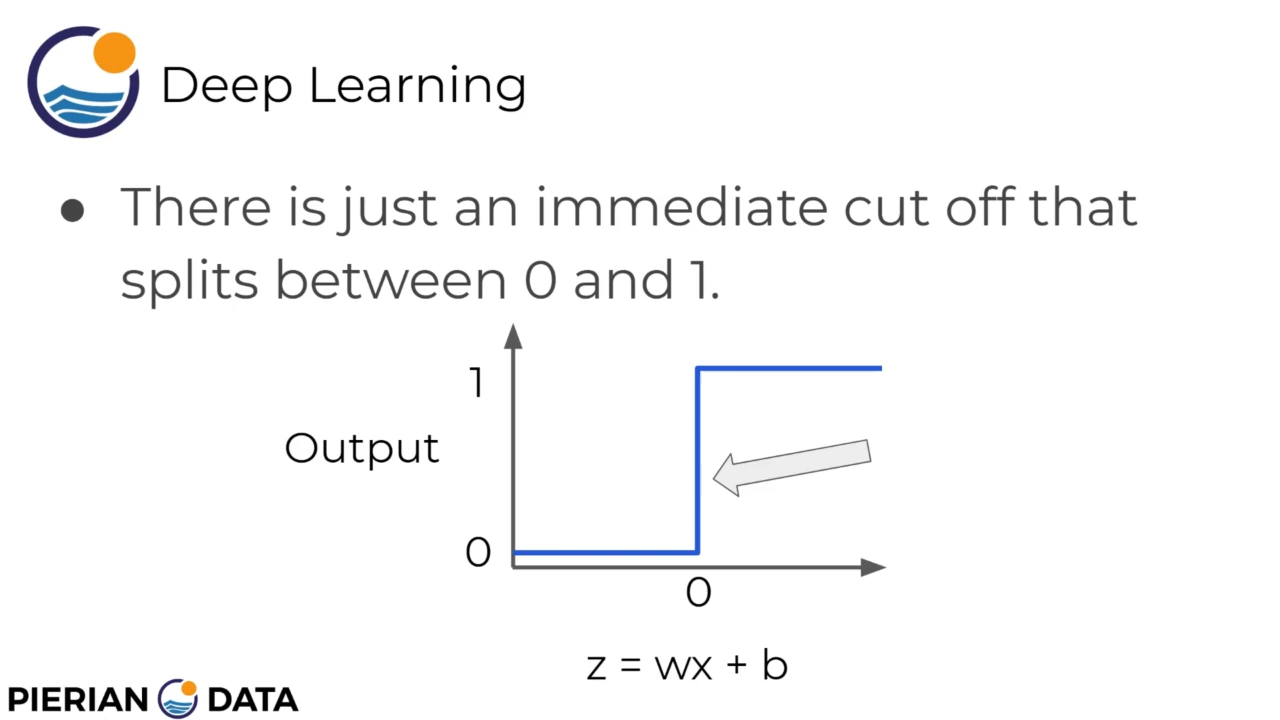 Deep Learning
● There is just an immediate cut off that
splits between 0 and 1.
1
Output
0
0
z = wx + b
PIERIAN DATA